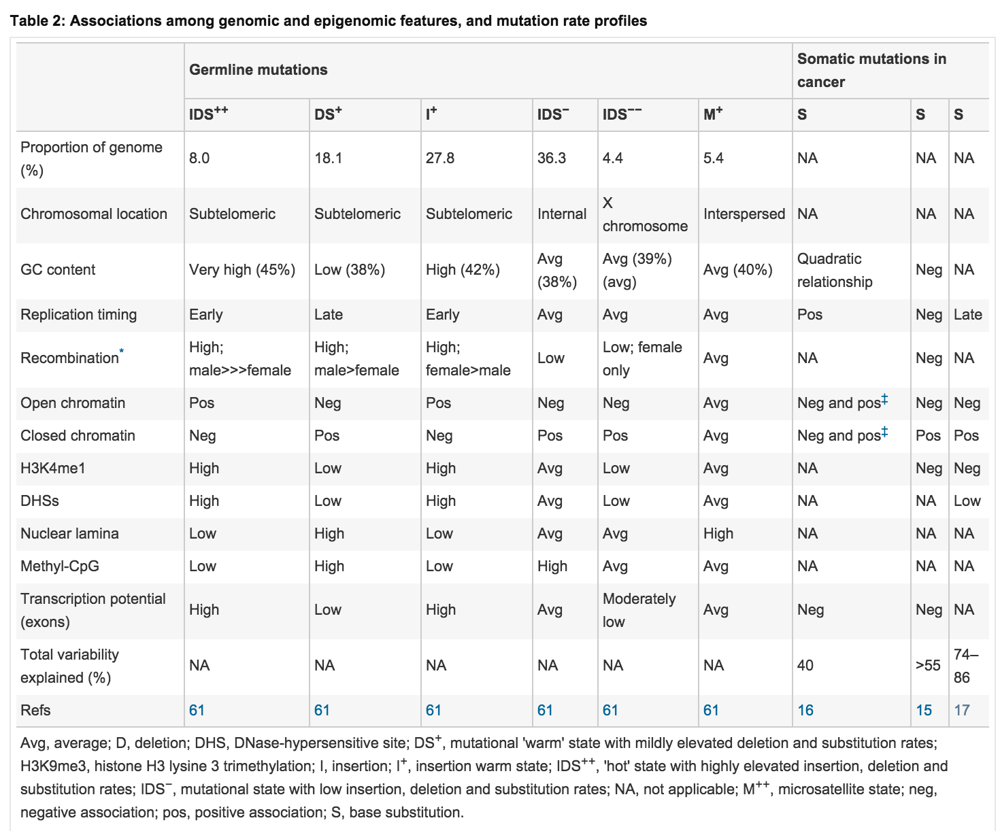 Table 2: Associations among genomic and epigenomic features, and mutation rate profiles
Germline mutations Somatic mutations in cancer
IDS⁺⁺ DS⁺ I⁺ IDS⁻ IDS⁻⁻ M⁺ S S S
Proportion of genome (%) 8.0 18.1 27.8 36.3 4.4 5.4 NA NA NA
Chromosomal location Subtelomeric Subtelomeric Subtelomeric Internal X chromosome Interspersed NA NA NA
GC content Very high (45%) Low (38%) High (42%) Avg (38%) Avg (39%) (avg) Avg (40%) Quadratic relationship Neg NA
Replication timing Early Late Early Avg Avg Avg Pos Neg Late
Recombination* High; male>>>female High; male>female High; female>male Low Low; female only Avg NA Neg NA
Open chromatin Pos Neg Pos Neg Neg Avg Neg and pos‡ Neg Neg
Closed chromatin Neg Pos Neg Pos Pos Avg Neg and pos‡ Pos Pos
H3K4me1 High Low High Avg Low Avg NA Neg Neg
DHSs High Low High Avg Low Avg NA NA Low
Nuclear lamina Low High Low Avg Avg High NA NA NA
Methyl-CpG Low High Low High Avg Avg NA NA NA
Transcription potential (exons) High Low High Avg Moderately low Avg Neg Neg NA
Total variability explained (%) NA NA NA NA NA NA 40 >55 74–86
Refs 61 61 61 61 61 61 16 15 17
Avg, average; D, deletion; DHS, DNase-hypersensitive site; DS⁺, mutational 'warm' state with mildly elevated deletion and substitution rates;
H3K9me3, histone H3 lysine 3 trimethylation; I, insertion; I⁺, insertion warm state; IDS⁺⁺, 'hot' state with highly elevated insertion, deletion and
substitution rates; IDS⁻, mutational state with low insertion, deletion and substitution rates; NA, not applicable; M⁺⁺, microsatellite state; neg,
negative association; pos, positive association; S, base substitution.